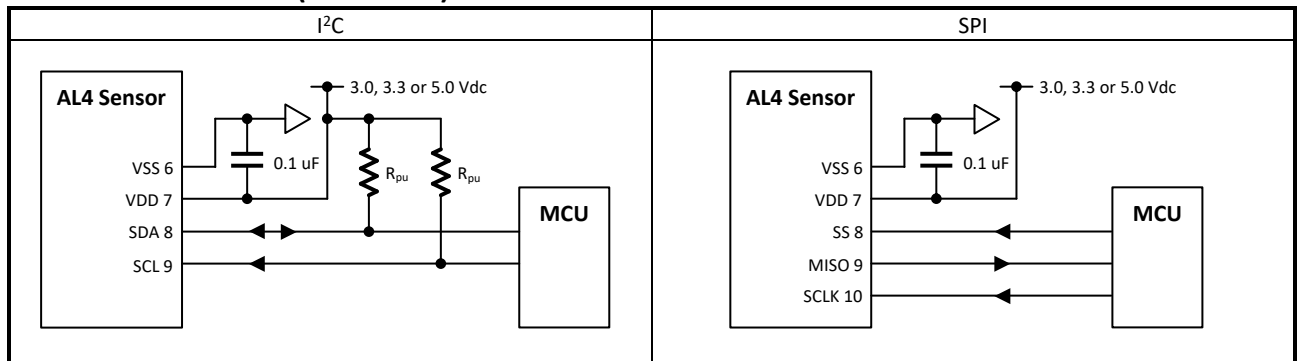 I²C
SPI
AL4 Sensor
3.0, 3.3 or 5.0 Vdc
VSS 6
0.1 uF
Rpu
Rpu
VDD 7
MCU
SDA 8
SCL 9
AL4 Sensor
3.0, 3.3 or 5.0 Vdc
VSS 6
0.1 uF
VDD 7
MCU
SS 8
MISO 9
SCLK 10